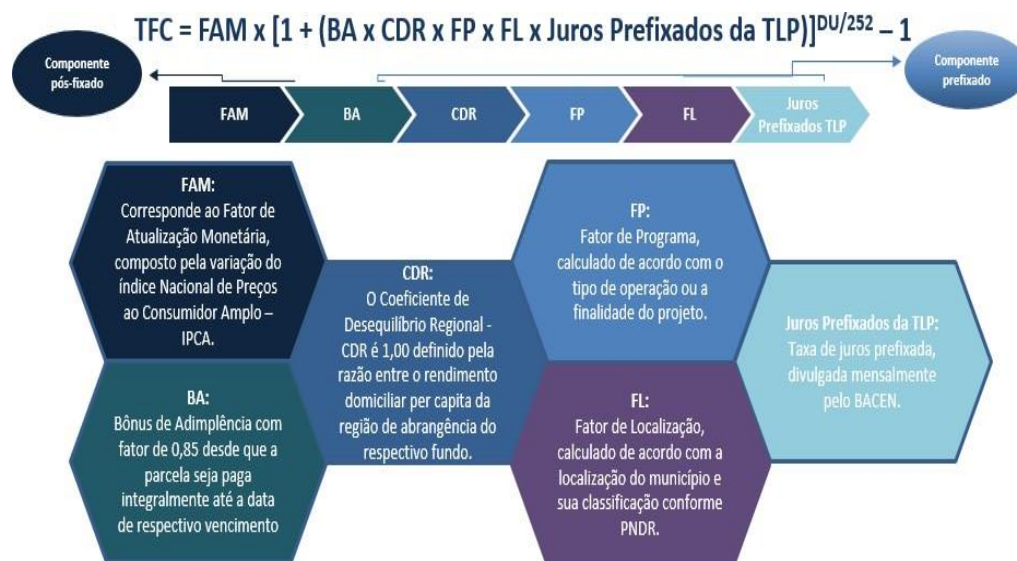 TFC = FAM x [1 + (BA x CDR x FP x FL x Juros Prefixados da TLP)]^DU/252 – 1
Componente
pós-fixado
Componente
prefixado
FAM
BA
CDR
FP
FL
Juros
Prefixados TLP
FAM:
Corresponde ao Fator de
Atualização Monetária,
composto pela variação do
índice Nacional de Preços
ao Consumidor Amplo –
IPCA.
BA:
Bônus de Adimplência com
fator de 0,85 desde que a
parcela seja paga
integralmente até a data
de respectivo vencimento
CDR:
O Coeficiente de
Desequilíbrio Regional -
CDR é 1,00 definido pela
razão entre o rendimento
domiciliar per capita da
região de abrangência do
respectivo fundo.
FP:
Fator de Programa,
calculado de acordo com o
tipo de operação ou a
finalidade do projeto.
FL:
Fator de Localização,
calculado de acordo com a
localização do município e
sua classificação conforme
PNDR.
Juros Prefixados da TLP:
Taxa de juros prefixada,
divulgada mensalmente
pelo BACEN.